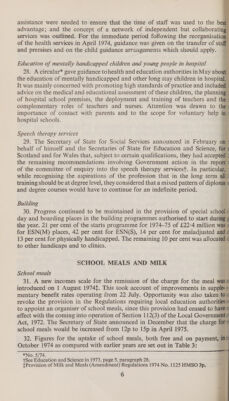 assistance were needed to ensure that the time of staff was used to the best
advantage; and the concept of a network of independent but collaborating
services was outlined. For the immediate period following the reorganisation
of the health services in April 1974, guidance was given on the transfer of staff
and premises and on the child guidance arrangements which should apply.
Education of mentally handicapped children and young people in hospital
28. A circular* gave guidance to health and education authorities in May about
the education of mentally handicapped and other long stay children in hospital.
It was mainly concerned with promoting high standards of practice and included
advice on the medical and educational assessment of these children, the planning
of hospital school premises, the deployment and training of teachers and the
complementary roles of teachers and nurses. Attention was drawn to the
importance of contact with parents and to the scope for voluntary help in
hospital schools.
Speech therapy services
29. The Secretary of State for Social Services announced in February on
behalf of himself and the Secretaries of State for Education and Science, for
Scotland and for Wales that, subject to certain qualifications, they had accepted
the remaining recommendations involving Government action in the report
of the committee of enquiry into the speech therapy services†. In particular,
while recognising the aspirations of the profession that in the long term all
training should be at degree level, they considered that a mixed pattern of diploma
and degree courses would have to continue for an indefinite period.
Building
30. Progress continued to be maintained in the provision of special school
day and boarding places in the building programmes authorised to start during
the year. 21 per cent of the starts programme for 1974–75 of £22·4 million was
for ESN(M) places, 42 per cent for ESN(S), 14 per cent for maladjusted and
13 per cent for physically handicapped. The remaining 10 per cent was allocated
to other handicaps and to clinics.
SCHOOL MEALS AND MILK
School meals
31. A new incomes scale for the remission of the charge for the meal was
introduced on 1 August 1974‡. This took account of improvements in supple-
mentary benefit rates operating from 22 July. Opportunity was also taken to
revoke the provision in the Regulations requiring local education authorities
to appoint an organiser of school meals, since this provision had ceased to have
effect with the coming into operation of Section 112(3) of the Local Government
Act, 1972. The Secretary of State announced in December that the charge for
school meals would be increased from 12p to 15p in April 1975.
32. Figures for the uptake of school meals, both free and on payment, in
October 1974 as compared with earlier years are set out in Table 3:
*No. 5/74.
†See Education and Science in 1973, page 5, paragraph 28.
‡Provision of Milk and Meals (Amendment) Regulations 1974 No. 1125 HMSO 3p.
6